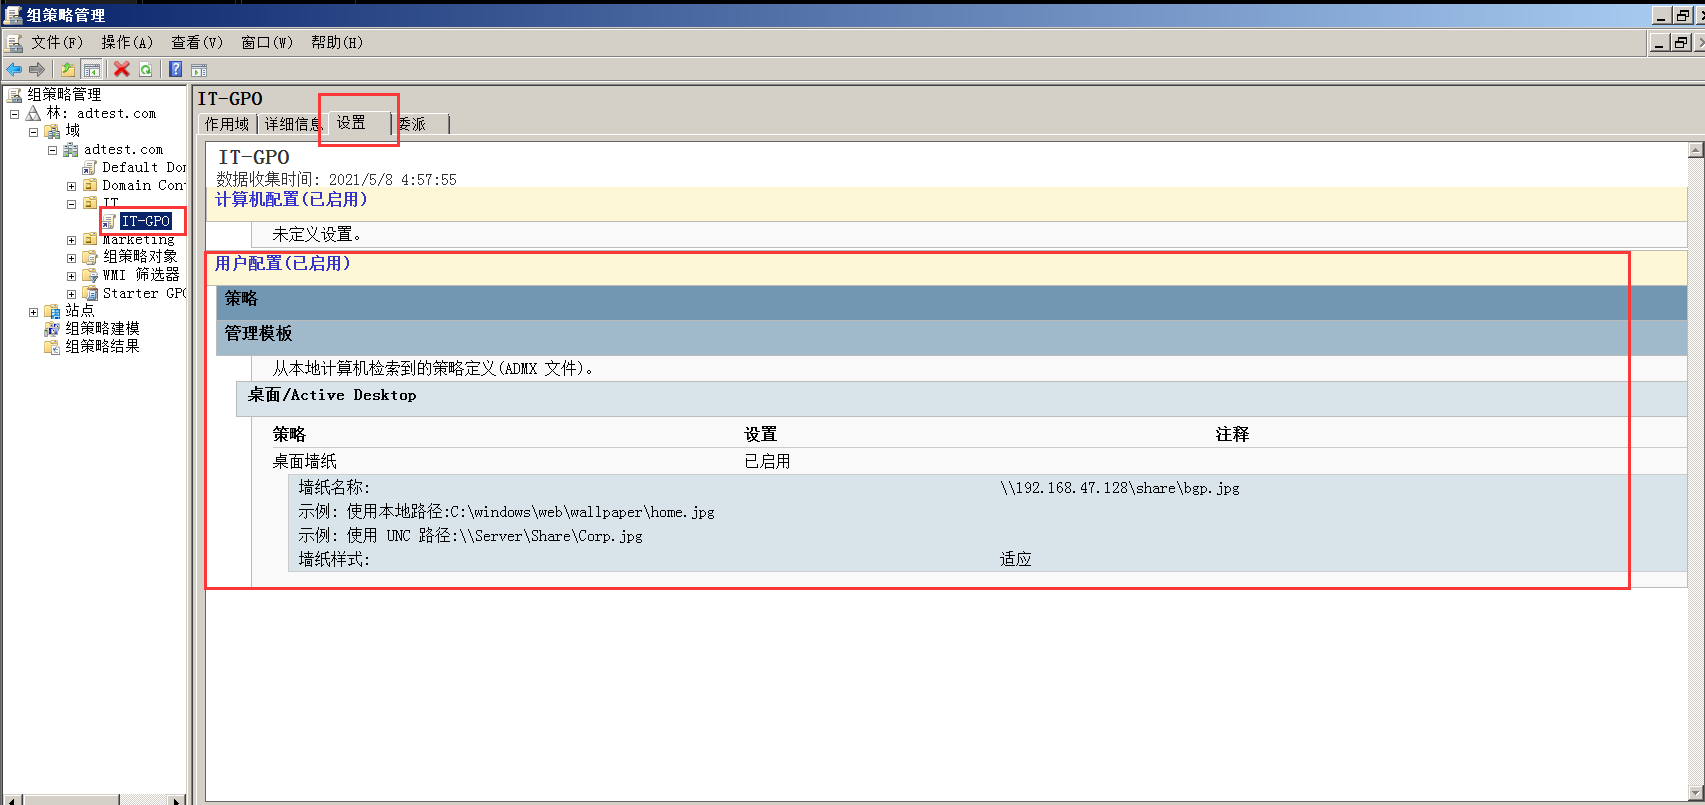 组策略管理
文件(F) 操作(A) 查看(V) 窗口(W) 帮助(H)
组策略管理
林: adtest.com
域
adtest.com
Default Dor
Domain Cont
IT
IT-GPO
Marketing
组策略对象
WMI 筛选器
Starter GPO
站点
组策略建模
组策略结果
IT-GPO
作用域 详细信息 设置 委派
IT-GPO
数据收集时间: 2021/5/8 4:57:55
计算机配置(已启用)
未定义设置。
用户配置(已启用)
策略
管理模板
从本地计算机检索到的策略定义(ADMX 文件)。
桌面/Active Desktop
策略 设置 注释
桌面墙纸 已启用
墙纸名称: \\192.168.47.128\share\bgp.jpg
示例: 使用本地路径:C:\windows\web\wallpaper\home.jpg
示例: 使用 UNC 路径:\\Server\Share\Corp.jpg
墙纸样式: 适应